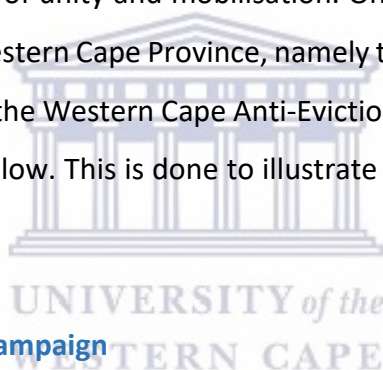 or unity and mobilisation. On
estern Cape Province, namely t
the Western Cape Anti-Evictio
low. This is done to illustrate
UNIVERSITY of the
ampaign
WESTERN CAPE